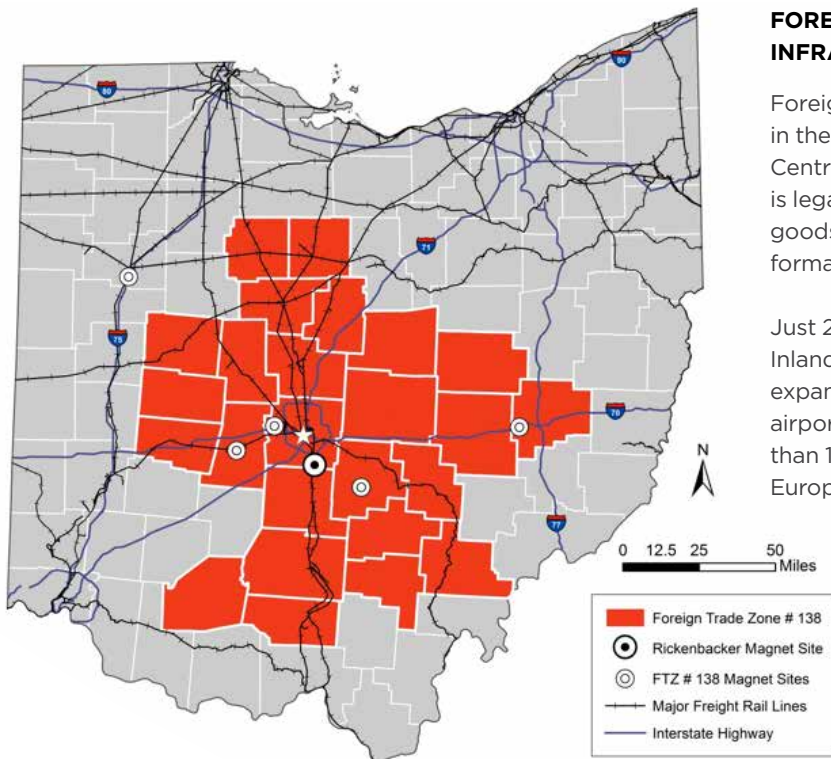 FORE
INFRA
Foreig
in the
Centr
is lega
goods
forma
Just 2
Inland
expan
airpor
than 1
Europ
80
90
71
75
70
77
N
0 12.5 25 50
Miles
Foreign Trade Zone # 138
Rickenbacker Magnet Site
FTZ # 138 Magnet Sites
Major Freight Rail Lines
Interstate Highway